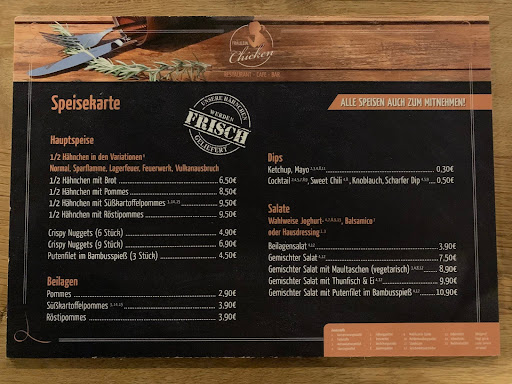 Chicken
RESTAURANT · CAFE · BAR
Speisekarte
UNSERE HÄHNCHEN
WERDEN
FRISCH
GELIEFERT
ALLE SPEISEN AUCH ZUM MITNEHMEN!
Hauptspeise
1/2 Hähnchen in den Variationen
Normal, Sparflamme, Lagerfeuer, Feuerwerk, Vulkanausbruch
1/2 Hähnchen mit Brot 6,50€
1/2 Hähnchen mit Pommes 8,50€
1/2 Hähnchen mit Süßkartoffelpommes 9,50€
1/2 Hähnchen mit Röstipommes 9,50€
Crispy Nuggets (6 Stück) 4,90€
Crispy Nuggets (9 Stück) 6,90€
Putenfilet im Bambusspieß (3 Stück) 4,50€
Beilagen
Pommes 2,90€
Süßkartoffelpommes 3,90€
Röstipommes 3,90€
Dips
Ketchup, Mayo 0,30€
Cocktail, Sweet Chili, Knoblauch, Scharfer Dip 0,50€
Salate
Wahlweise Joghurt-, Balsamico
oder Hausdressing
Beilagensalat 3,90€
Gemischter Salat 7,50€
Gemischter Salat mit Maultaschen (vegetarisch) 8,90€
Gemischter Salat mit Thunfisch & Ei 9,90€
Gemischter Salat mit Putenfilet im Bambusspieß 10,90€